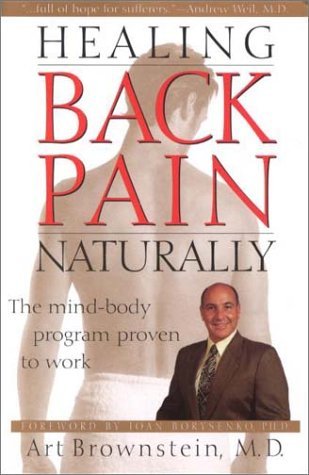 "...full of hope for sufferers."—Andrew Weil, M.D.
HEALING
BACK
PAIN
NATURALLY
The mind-body
program proven
to work
FOREWORD BY JOAN BORYSENKO PH.D.
Art Brownstein, M.D.